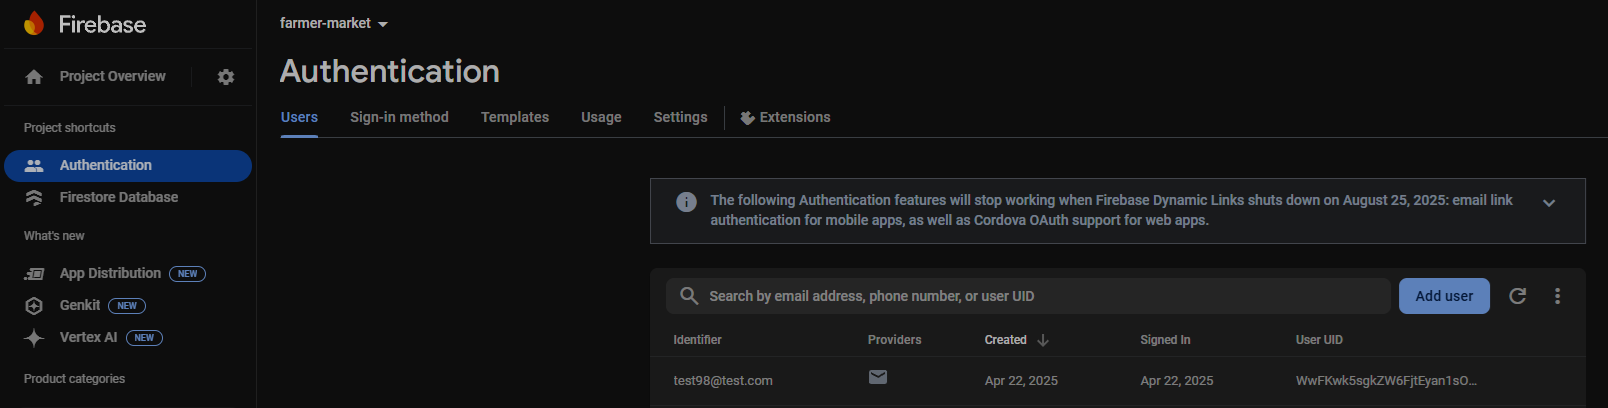 Firebase
farmer-market
Project Overview
Authentication
Users
Sign-in method
Templates
Usage
Settings
Extensions
Project shortcuts
Authentication
Firestore Database
What's new
App Distribution
NEW
Genkit
NEW
Vertex AI
NEW
Product categories
The following Authentication features will stop working when Firebase Dynamic Links shuts down on August 25, 2025: email link
authentication for mobile apps, as well as Cordova OAuth support for web apps.
Search by email address, phone number, or user UID
Add user
Identifier
Providers
Created
Signed In
User UID
test98@test.com
Apr 22, 2025
Apr 22, 2025
WwFKwk5sgkZW6FjtEyan1sO...